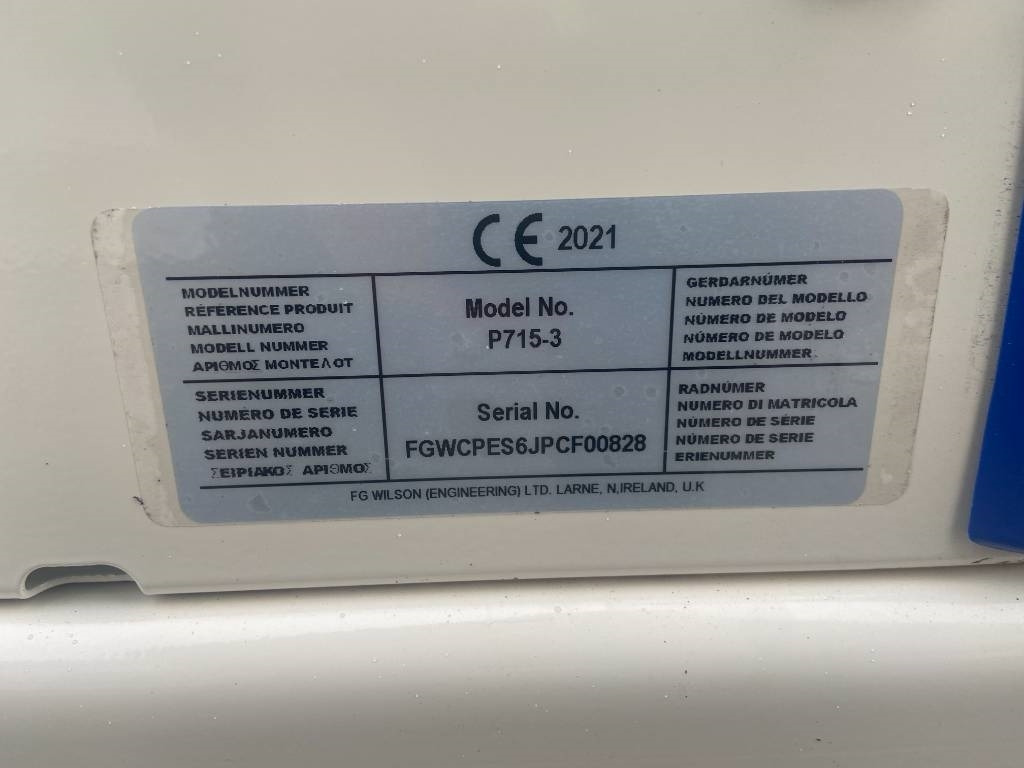 CE 2021
MODELNUMMER
RÉFÉRENCE PRODUIT
MALLINUMERO
MODELL NUMMER
ΑΡΙΘΜΟΣ ΜΟΝΤΕΛΟΤ
Model No.
P715-3
GERDARNÚMER
NUMERO DEL MODELLO
NÚMERO DE MODELO
NÚMERO DE MODELO
MODELLNUMMER
SERIENUMMER
NUMÉRO DE SERIE
SARJANUMERO
SERIEN NUMMER
ΣΕΙΡΙΑΚΟΣ ΑΡΙΘΜΟΣ
Serial No.
FGWCPES6JPCF00828
RADNÚMER
NUMERO DI MATRICOLA
NÚMERO DE SÉRIE
NÚMERO DE SERIE
ERIENUMMER
FG WILSON (ENGINEERING) LTD. LARNE, N,IRELAND, U.K